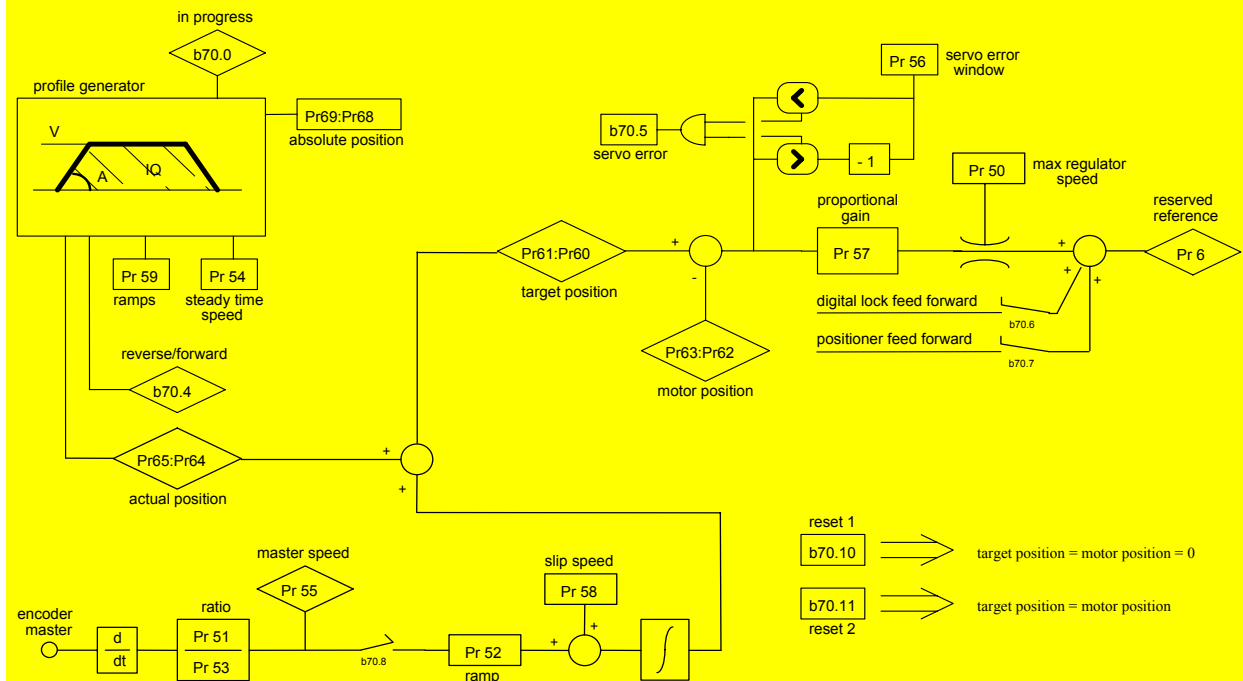 in progress
b70.0
profile generator
V
A
IQ
Pr69:Pr68
absolute position
Pr 59
ramps
Pr 54
steady time
speed
reverse/forward
b70.4
Pr65:Pr64
actual position
+
+
Pr 56
servo error
window
<
b70.5
servo error
>
- 1
Pr 50
max regulator
speed
proportional
gain
reserved
reference
Pr61:Pr60
target position
+
-
Pr 57
+
+
+
Pr 6
digital lock feed forward
b70.6
positioner feed forward
b70.7
Pr63:Pr62
motor position
reset 1
b70.10
target position = motor position = 0
b70.11
target position = motor position
reset 2
encoder
master
d
dt
ratio
Pr 51
Pr 53
master speed
Pr 55
b70.8
Pr 52
ramp
slip speed
Pr 58
+
+
∫